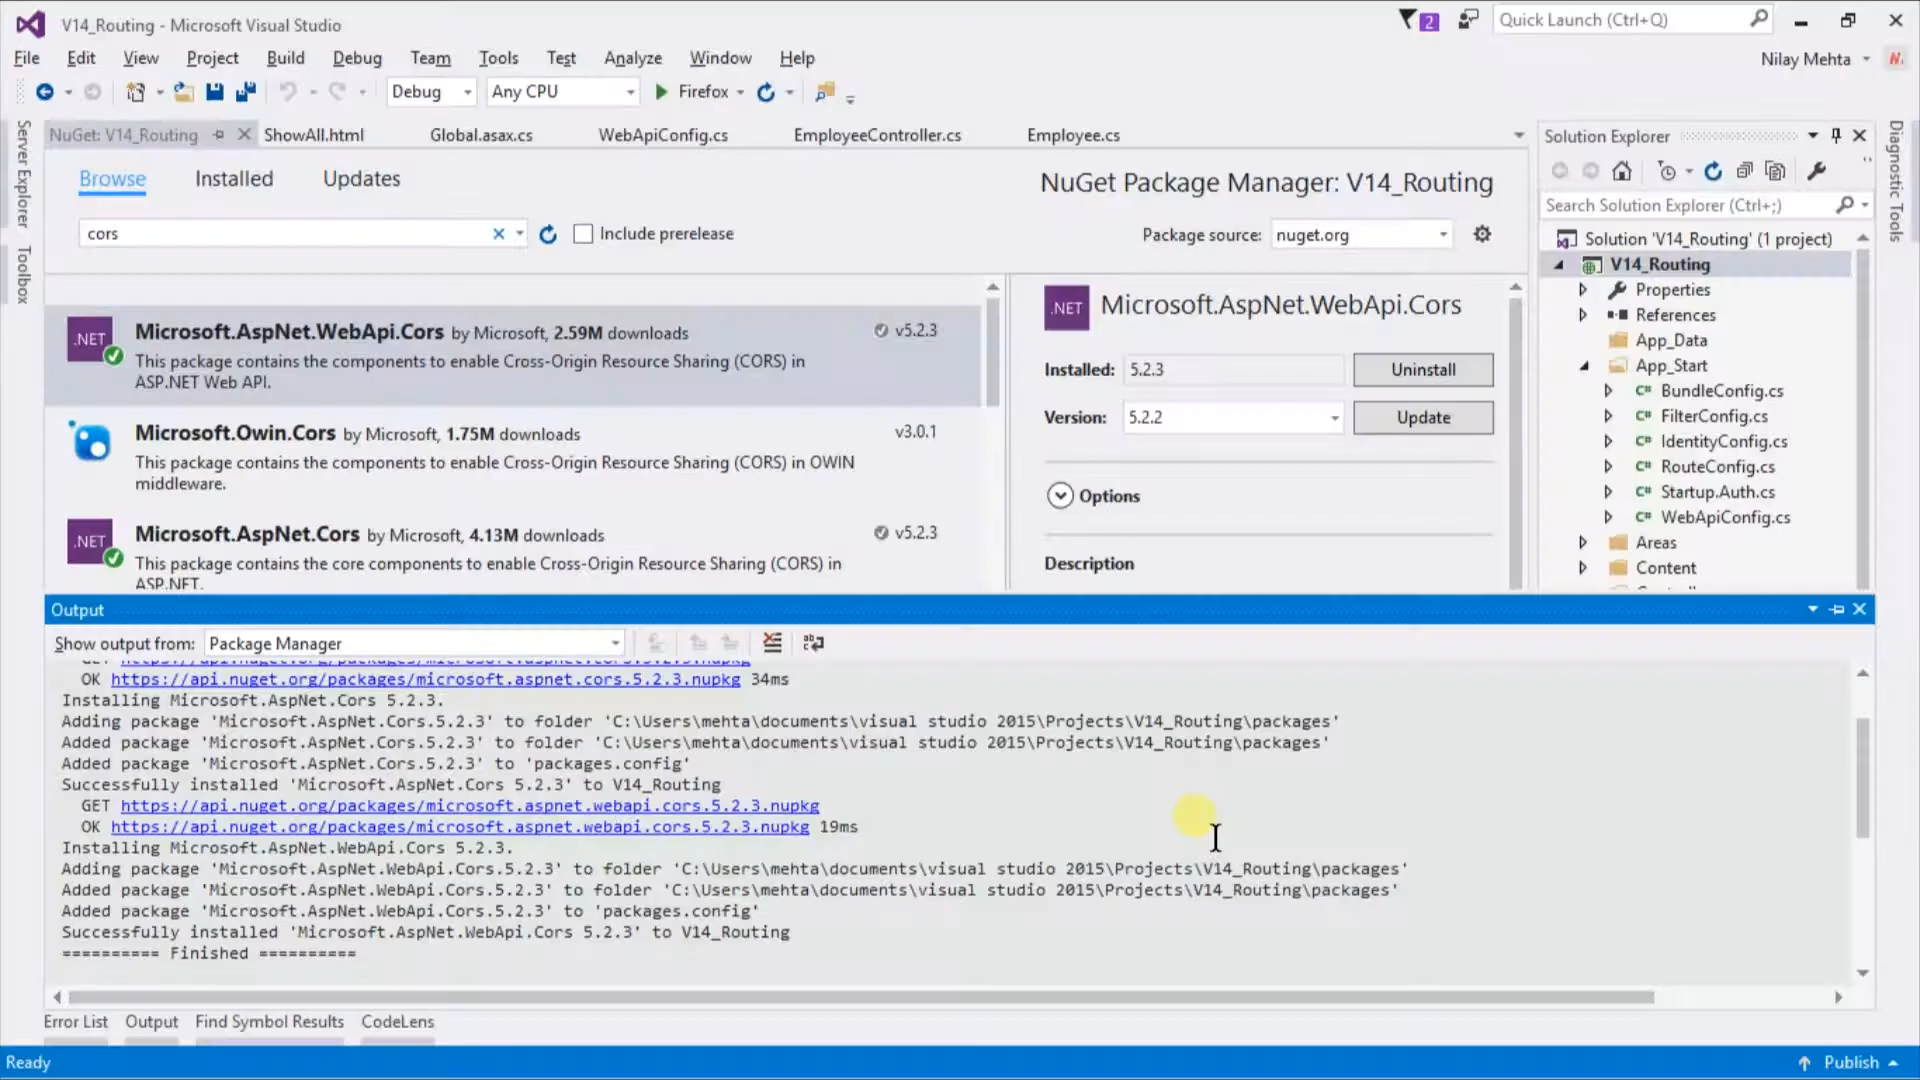 V14_Routing - Microsoft Visual Studio
2
Quick Launch (Ctrl+Q)
File Edit View Project Build Debug Team Tools Test Analyze Window Help
Nilay Mehta
Debug Any CPU Firefox
Server Explorer
Toolbox
NuGet: V14_Routing ShowAll.html Global.asax.cs WebApiConfig.cs EmployeeController.cs Employee.cs
Browse Installed Updates
NuGet Package Manager: V14_Routing
cors
Include prerelease
Package source: nuget.org
.NET
Microsoft.AspNet.WebApi.Cors by Microsoft, 2.59M downloads
v5.2.3
This package contains the components to enable Cross-Origin Resource Sharing (CORS) in
ASP.NET Web API.
Microsoft.Owin.Cors by Microsoft, 1.75M downloads
v3.0.1
This package contains the components to enable Cross-Origin Resource Sharing (CORS) in OWIN
middleware.
.NET
Microsoft.AspNet.Cors by Microsoft, 4.13M downloads
v5.2.3
This package contains the core components to enable Cross-Origin Resource Sharing (CORS) in
ASP.NET.
.NET
Microsoft.AspNet.WebApi.Cors
Installed: 5.2.3 Uninstall
Version: 5.2.2 Update
Options
Description
Solution Explorer
Search Solution Explorer (Ctrl+;)
Solution 'V14_Routing' (1 project)
V14_Routing
Properties
References
App_Data
App_Start
C# BundleConfig.cs
C# FilterConfig.cs
C# IdentityConfig.cs
C# RouteConfig.cs
C# Startup.Auth.cs
C# WebApiConfig.cs
Areas
Content
Diagnostic Tools
Output
Show output from: Package Manager
GET https://api.nuget.org/packages/microsoft.aspnet.cors.5.2.3.nupkg
OK https://api.nuget.org/packages/microsoft.aspnet.cors.5.2.3.nupkg 34ms
Installing Microsoft.AspNet.Cors 5.2.3.
Adding package 'Microsoft.AspNet.Cors.5.2.3' to folder 'C:\Users\mehta\documents\visual studio 2015\Projects\V14_Routing\packages'
Added package 'Microsoft.AspNet.Cors.5.2.3' to folder 'C:\Users\mehta\documents\visual studio 2015\Projects\V14_Routing\packages'
Added package 'Microsoft.AspNet.Cors.5.2.3' to 'packages.config'
Successfully installed 'Microsoft.AspNet.Cors 5.2.3' to V14_Routing
GET https://api.nuget.org/packages/microsoft.aspnet.webapi.cors.5.2.3.nupkg
OK https://api.nuget.org/packages/microsoft.aspnet.webapi.cors.5.2.3.nupkg 19ms
Installing Microsoft.AspNet.WebApi.Cors 5.2.3.
Adding package 'Microsoft.AspNet.WebApi.Cors.5.2.3' to folder 'C:\Users\mehta\documents\visual studio 2015\Projects\V14_Routing\packages'
Added package 'Microsoft.AspNet.WebApi.Cors.5.2.3' to folder 'C:\Users\mehta\documents\visual studio 2015\Projects\V14_Routing\packages'
Added package 'Microsoft.AspNet.WebApi.Cors.5.2.3' to 'packages.config'
Successfully installed 'Microsoft.AspNet.WebApi.Cors 5.2.3' to V14_Routing
========== Finished ==========
Error List Output Find Symbol Results CodeLens
Ready
Publish